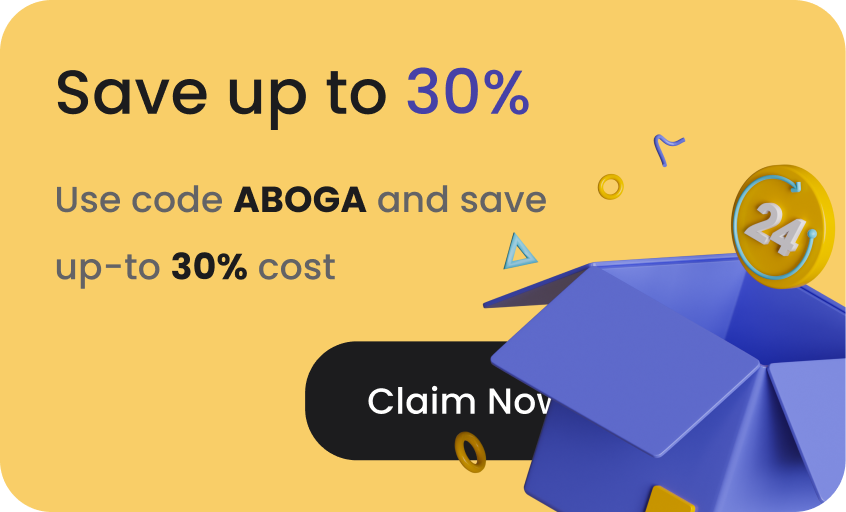 Save up to 30%
Use code ABOGA and save
up-to 30% cost
24
Claim Now